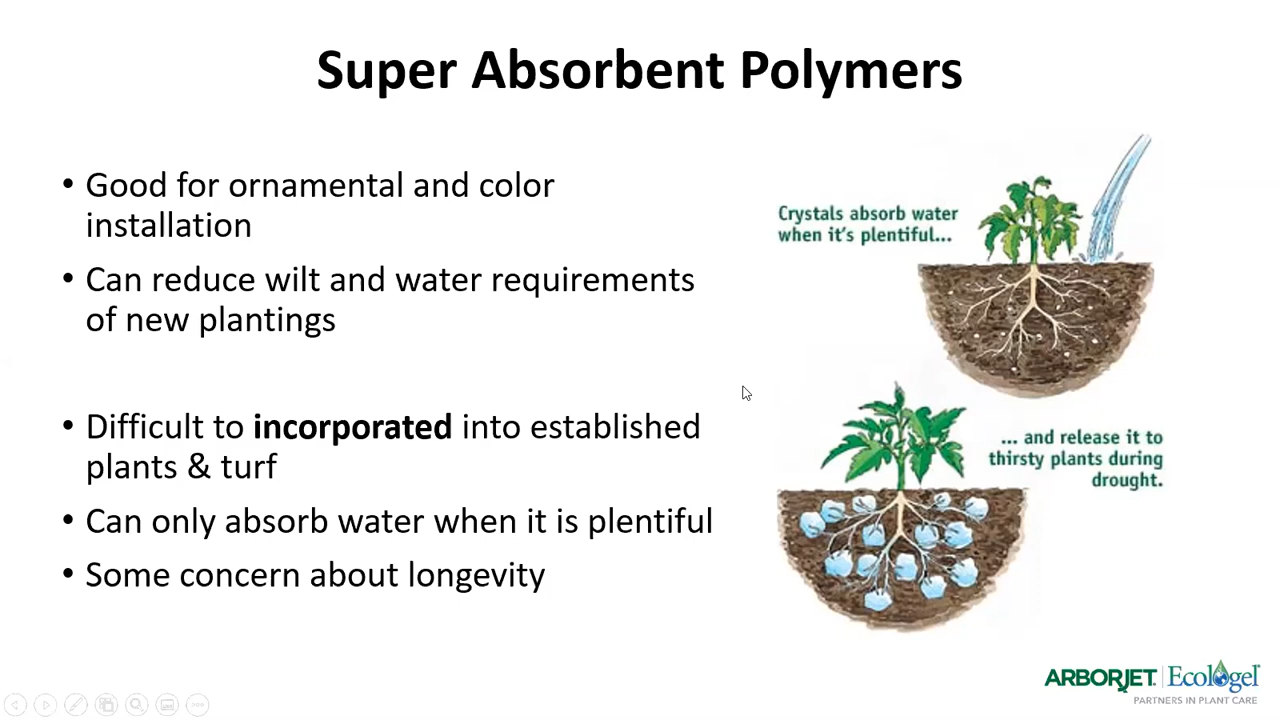 Super Absorbent Polymers
• Good for ornamental and color
installation
• Can reduce wilt and water requirements
of new plantings
• Difficult to incorporated into established
plants & turf
• Can only absorb water when it is plentiful
• Some concern about longevity
Crystals absorb water
when it's plentiful...
... and release it to
thirsty plants during
drought.
ARBORJET Ecologel
PARTNERS IN PLANT CARE